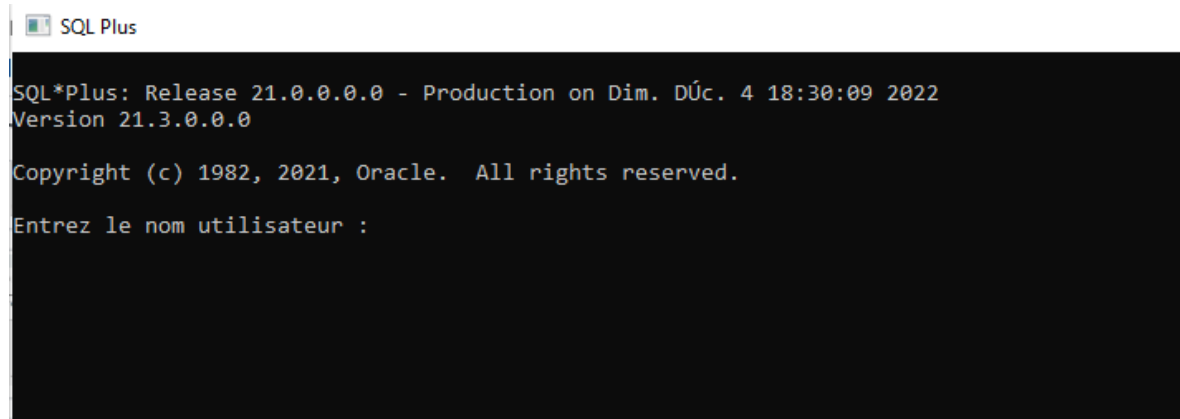 SQL Plus
SQL*Plus: Release 21.0.0.0.0 - Production on Dim. DÚc. 4 18:30:09 2022
Version 21.3.0.0.0
Copyright (c) 1982, 2021, Oracle.  All rights reserved.
Entrez le nom utilisateur :